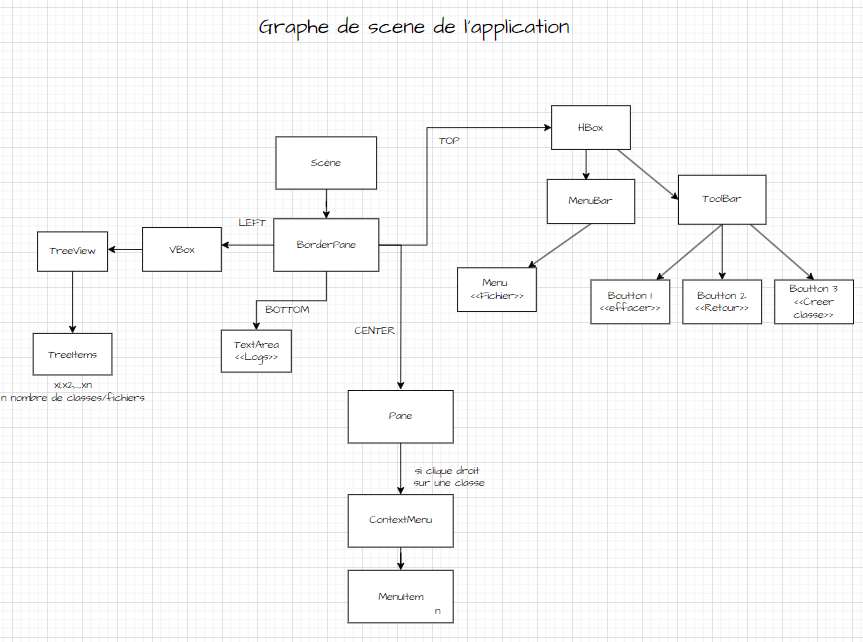 Graphe de scene de l'application
HBox
TOP
Scene
MenuBar
ToolBar
LEFT
TreeView
VBox
BorderPane
Menu
<<Fichier>>
Boutton 1
<<effacer>>
Boutton 2
<<Retour>>
Boutton 3
<<Creer
classe>>
BOTTOM
CENTER
TextArea
<<Logs>>
TreeItems
x1,x2,...,xn
n nombre de classes/fichiers
Pane
si clique droit
sur une classe
ContextMenu
MenuItem
n